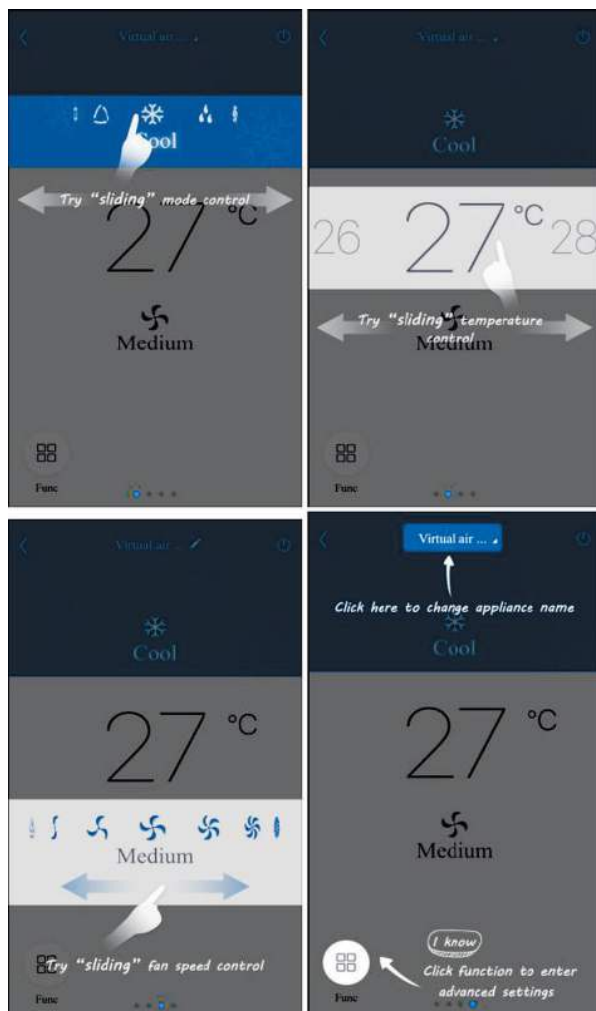 Virtual air ...
Cool
Try "sliding" mode control
27 °C
Medium
Func
Virtual air ...
Cool
26 27 °C 28
Try "sliding" temperature
control
Medium
Func
Virtual air ...
Cool
27 °C
Medium
Try "sliding" fan speed control
Func
Virtual air ...
Click here to change appliance name
Cool
27 °C
Medium
I know
Click function to enter
advanced settings
Func